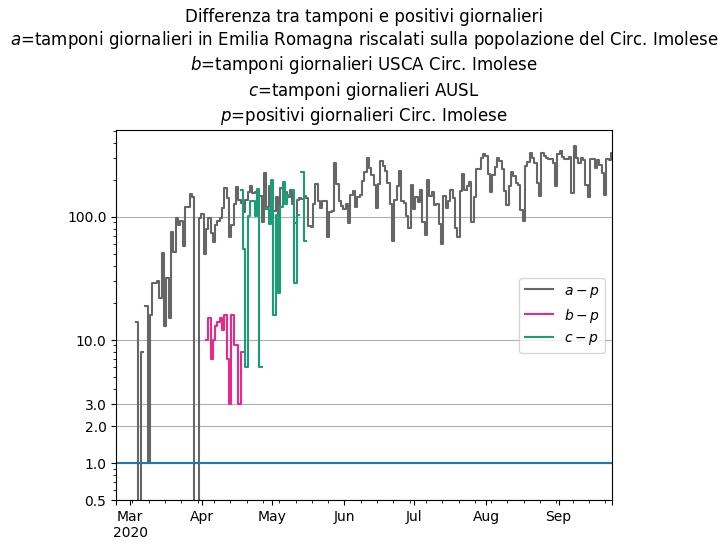 Differenza tra tamponi e positivi giornalieri
a=tamponi giornalieri in Emilia Romagna riscalati sulla popolazione del Circ. Imolese
b=tamponi giornalieri USCA Circ. Imolese
c=tamponi giornalieri AUSL
p=positivi giornalieri Circ. Imolese
100.0
10.0
3.0
2.0
1.0
0.5
a − p
b − p
c − p
Mar Apr May Jun Jul Aug Sep
2020